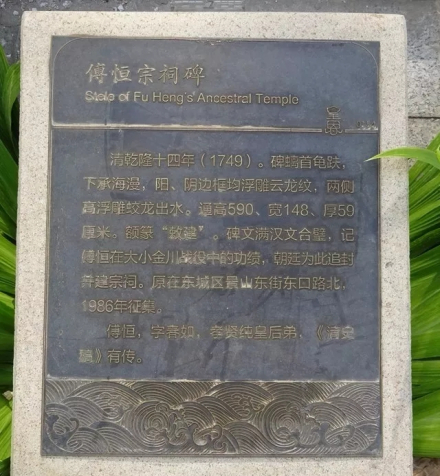 傅恒宗祠碑
Stele of Fu Heng's Ancestral Temple
清乾隆十四年（1749）。碑螭首龟趺，
下承海漫，阳、阴边框均浮雕云龙纹，两侧
高浮雕蛟龙出水。通高590、宽148、厚59
厘米。额篆“敕建”。碑文满汉文合璧，记
傅恒在大小金川战役中的功绩，朝廷为此追封
并建宗祠。原在东城区景山东街东口路北，
1986年征集。
傅恒，字春如，孝贤纯皇后弟，《清史
稿》有传。